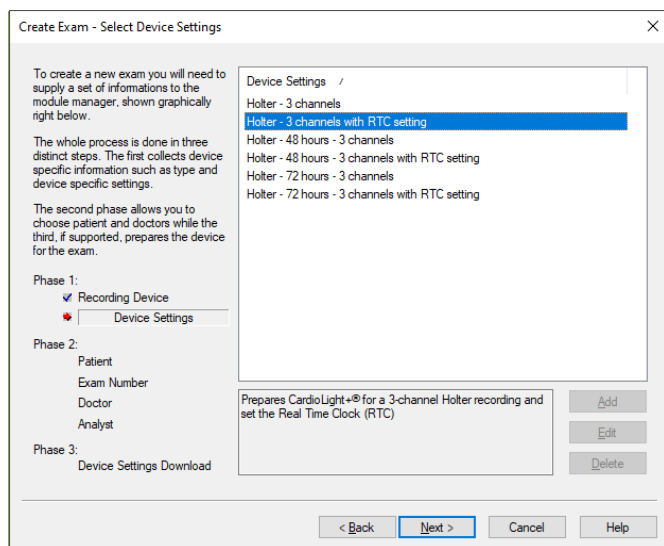 Create Exam - Select Device Settings
To create a new exam you will need to
supply a set of informations to the
module manager, shown graphically
right below.
The whole process is done in three
distinct steps. The first collects device
specific information such as type and
device specific settings.
The second phase allows you to
choose patient and doctors while the
third, if supported, prepares the device
for the exam.
Phase 1:
Recording Device
Device Settings
Phase 2:
Patient
Exam Number
Doctor
Analyst
Phase 3:
Device Settings Download
Device Settings
Holter - 3 channels
Holter - 3 channels with RTC setting
Holter - 48 hours - 3 channels
Holter - 48 hours - 3 channels with RTC setting
Holter - 72 hours - 3 channels
Holter - 72 hours - 3 channels with RTC setting
Prepares CardioLight+® for a 3-channel Holter recording and
set the Real Time Clock (RTC)
Add
Edit
Delete
< Back Next > Cancel Help